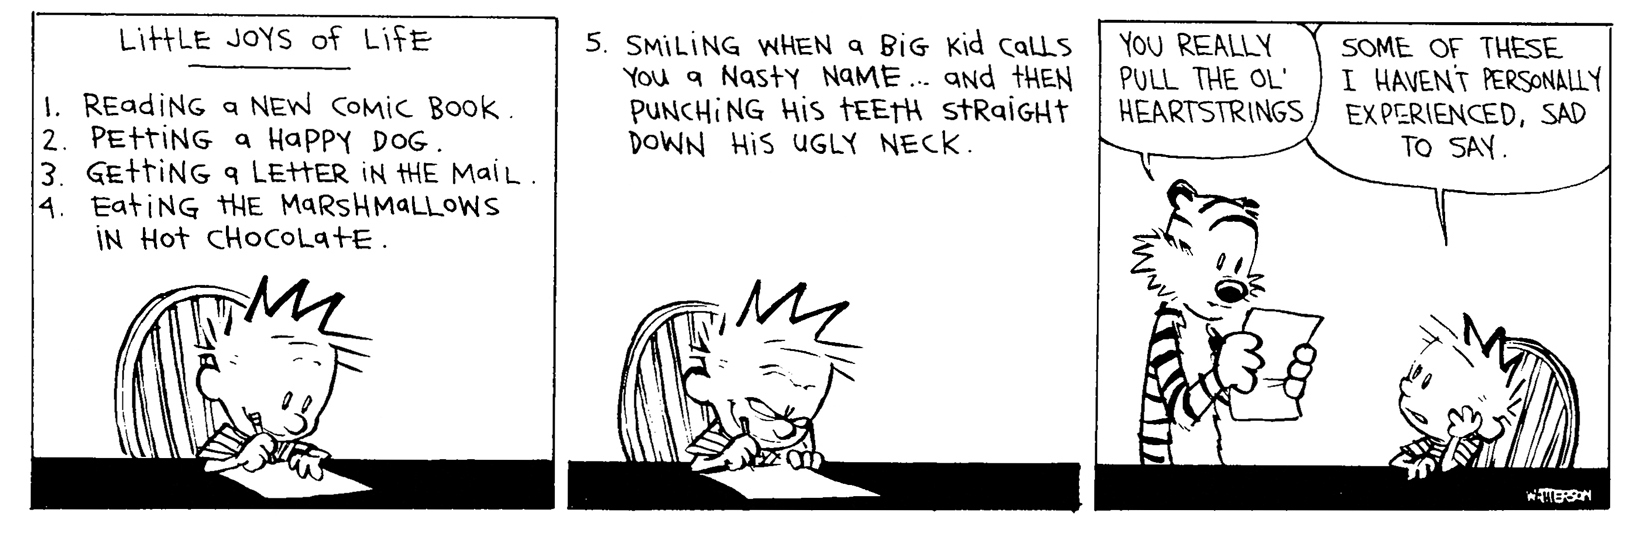 LittLE JOYS of LifE
1. REadiNG a NEW COMIC BOOK.
2. PEttiNG a HaPPY DOG.
3. GEttiNG a LEttER iN tHE MaiL.
4. EatiNG tHE MaRSHMaLLOWS
iN Hot CHOCOLatE.
5. SMiLiNG WHEN a BiG Kid CaLLS
YOU a NaStY NaME... aND tHEN
PUNCHiNG HiS tEEtH StRaiGHt
DOWN HiS UGLY NECK.
YOU REALLY
PULL THE OL'
HEARTSTRINGS
SOME OF THESE
I HAVEN'T PERSONALLY
EXPERIENCED, SAD
TO SAY.
WATTERSON